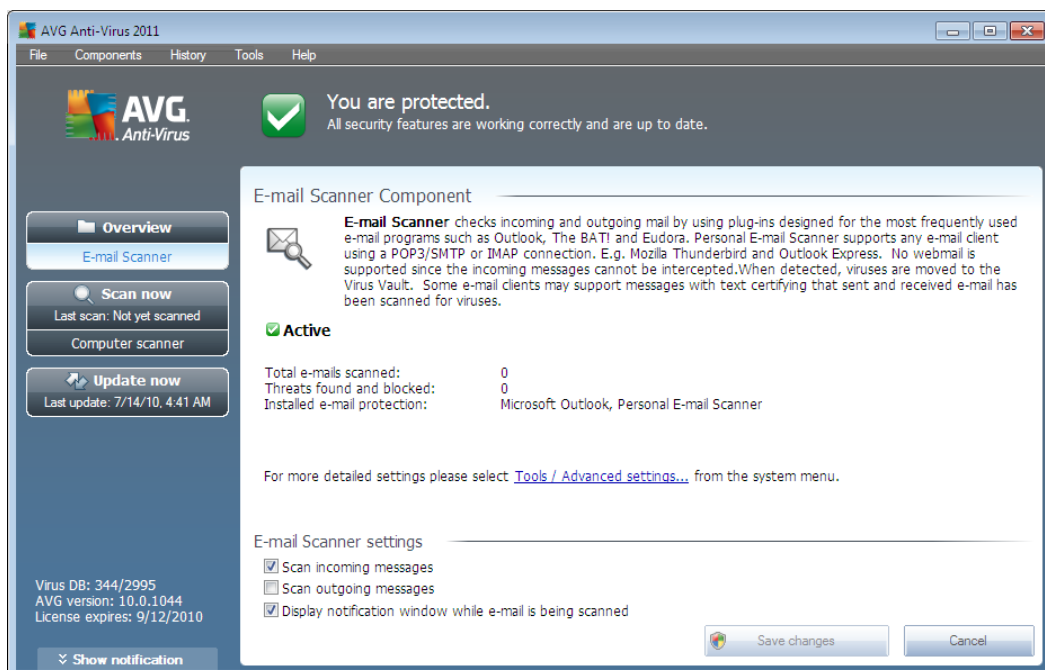 AVG Anti-Virus 2011
File Components History Tools Help
AVG.
Anti-Virus
You are protected.
All security features are working correctly and are up to date.
Overview
E-mail Scanner
Scan now
Last scan: Not yet scanned
Computer scanner
Update now
Last update: 7/14/10, 4:41 AM
Virus DB: 344/2995
AVG version: 10.0.1044
License expires: 9/12/2010
Show notification
E-mail Scanner Component
E-mail Scanner checks incoming and outgoing mail by using plug-ins designed for the most frequently used
e-mail programs such as Outlook, The BAT! and Eudora. Personal E-mail Scanner supports any e-mail client
using a POP3/SMTP or IMAP connection. E.g. Mozilla Thunderbird and Outlook Express. No webmail is
supported since the incoming messages cannot be intercepted.When detected, viruses are moved to the
Virus Vault. Some e-mail clients may support messages with text certifying that sent and received e-mail has
been scanned for viruses.
Active
Total e-mails scanned: 0
Threats found and blocked: 0
Installed e-mail protection: Microsoft Outlook, Personal E-mail Scanner
For more detailed settings please select Tools / Advanced settings... from the system menu.
E-mail Scanner settings
Scan incoming messages
Scan outgoing messages
Display notification window while e-mail is being scanned
Save changes Cancel